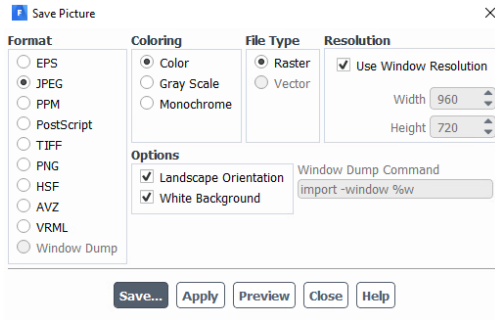 Save Picture
Format
EPS
JPEG
PPM
PostScript
TIFF
PNG
HSF
AVZ
VRML
Window Dump
Coloring
Color
Gray Scale
Monochrome
File Type
Raster
Vector
Resolution
Use Window Resolution
Width 960
Height 720
Options
Landscape Orientation
White Background
Window Dump Command
import -window %w
Save... Apply Preview Close Help